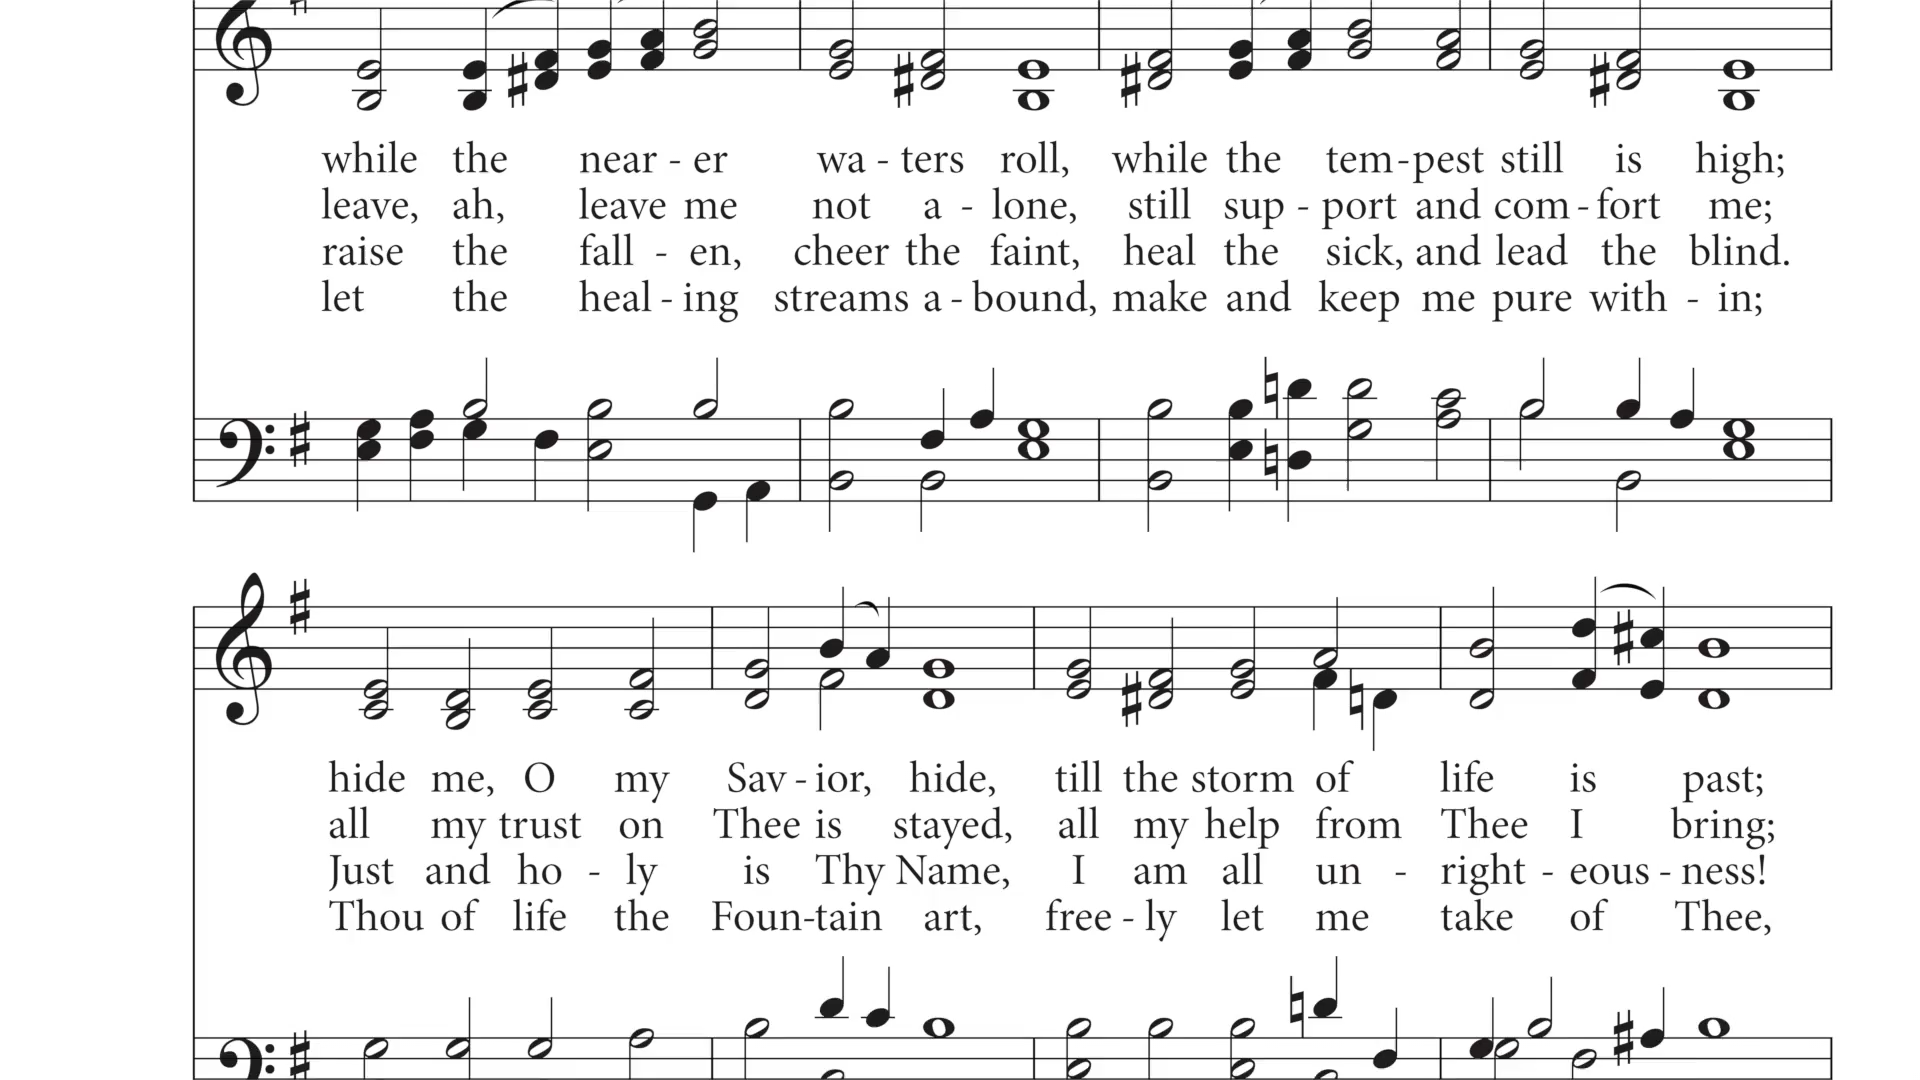 while the near - er wa - ters roll, while the tem - pest still is high;
leave, ah, leave me not a - lone, still sup - port and com - fort me;
raise the fall - en, cheer the faint, heal the sick, and lead the blind.
let the heal - ing streams a - bound, make and keep me pure with - in;
hide me, O my Sav - ior, hide, till the storm of life is past;
all my trust on Thee is stayed, all my help from Thee I bring;
Just and ho - ly is Thy Name, I am all un - right - eous - ness!
Thou of life the Foun-tain art, free - ly let me take of Thee,